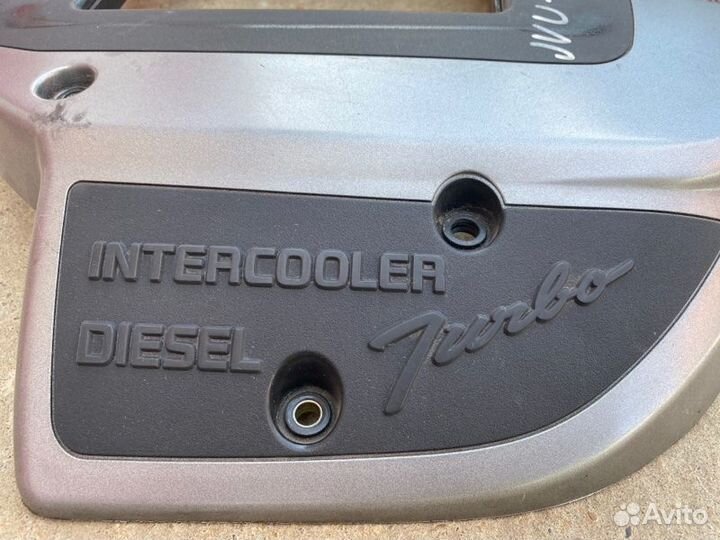 INTERCOOLER
DIESEL Turbo
Avito